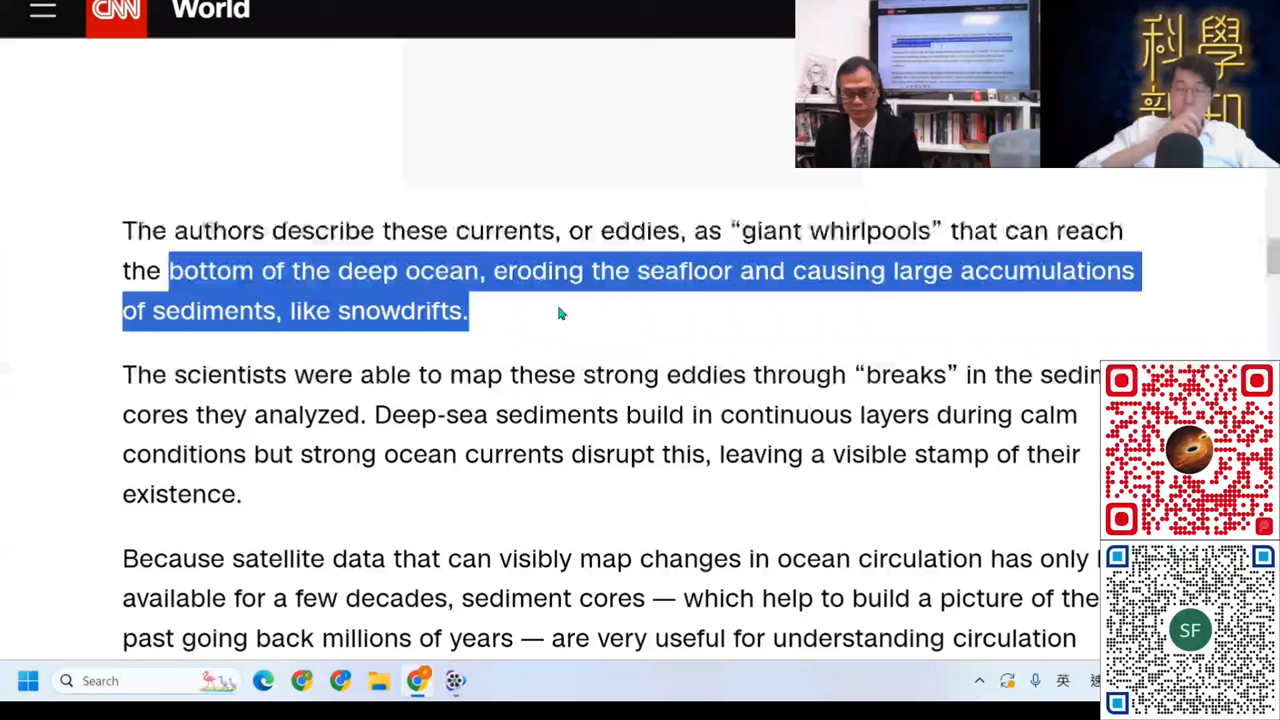 CNN World
科學
新知
The authors describe these currents, or eddies, as “giant whirlpools” that can reach
the bottom of the deep ocean, eroding the seafloor and causing large accumulations
of sediments, like snowdrifts.
The scientists were able to map these strong eddies through “breaks” in the sedim
cores they analyzed. Deep-sea sediments build in continuous layers during calm
conditions but strong ocean currents disrupt this, leaving a visible stamp of their
existence.
Because satellite data that can visibly map changes in ocean circulation has only
available for a few decades, sediment cores — which help to build a picture of the
past going back millions of years — are very useful for understanding circulation
SF
Search
英